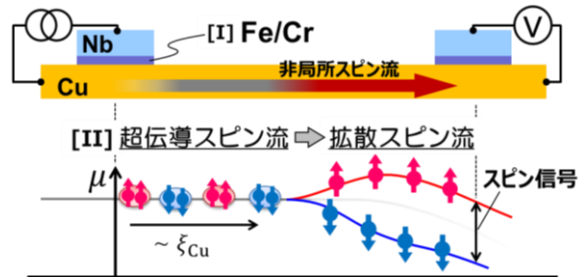 Nb
[I] Fe/Cr
V
非局所スピン流
Cu
[II] 超伝導スピン流 ⇒ 拡散スピン流
μ
スピン信号
~ ξCu